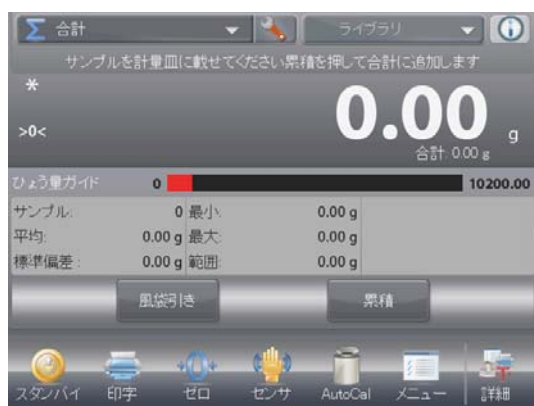 Σ 合計 ライブラリ
サンプルを計量皿に載せてください累積を押して合計に追加します
*
>0< 0.00 g
合計: 0.00 g
ひょう量ガイド 0 10200.00
サンプル: 0 最小: 0.00 g
平均: 0.00 g 最大: 0.00 g
標準偏差: 0.00 g 範囲: 0.00 g
風袋引き 累積
スタンバイ 印字 ゼロ センサ AutoCal メニュー 詳細